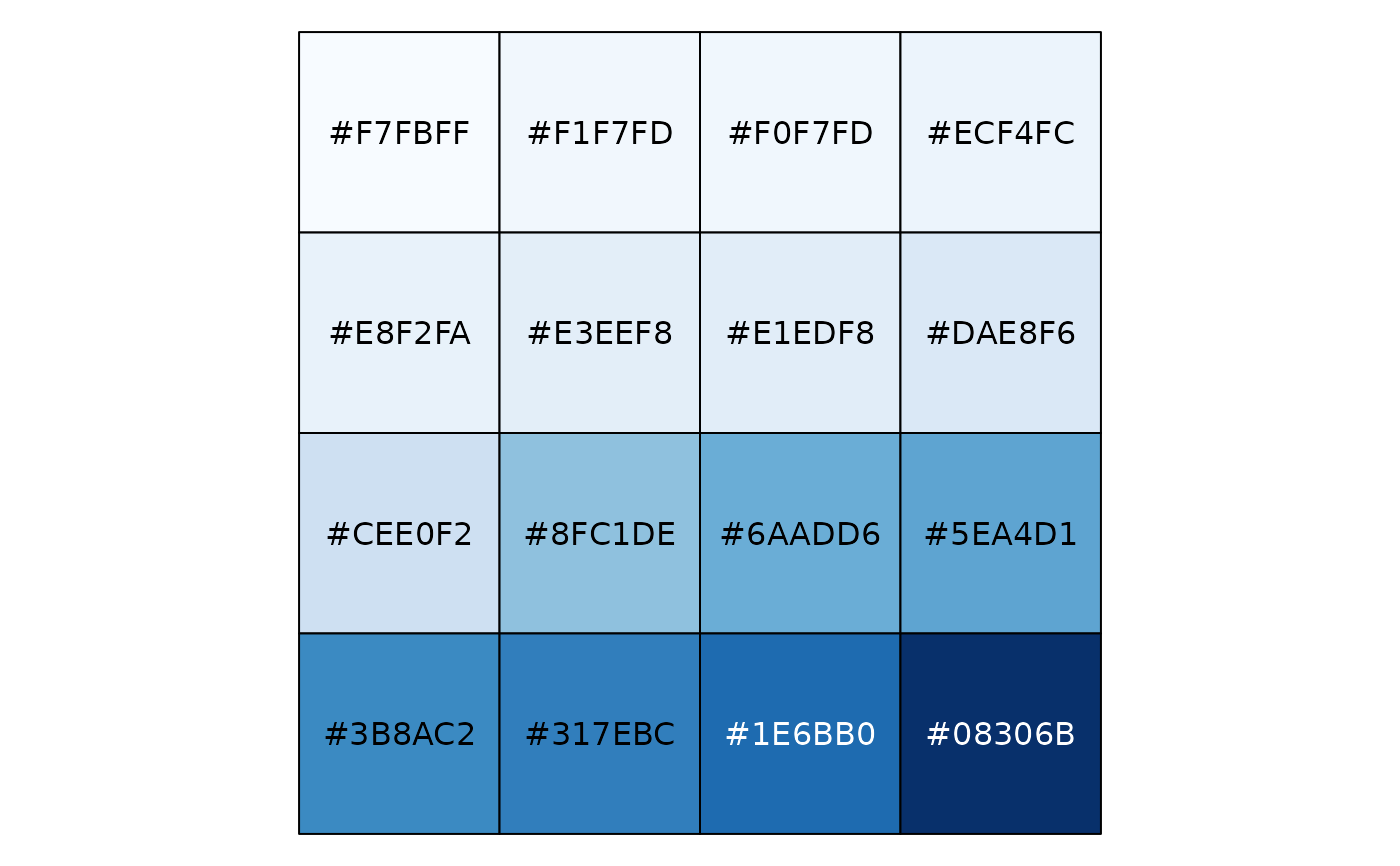 #F7FBFF #F1F7FD #F0F7FD #ECF4FC
#E8F2FA #E3EEF8 #E1EDF8 #DAE8F6
#CEE0F2 #8FC1DE #6AADD6 #5EA4D1
#3B8AC2 #317EBC #1E6BB0 #08306B